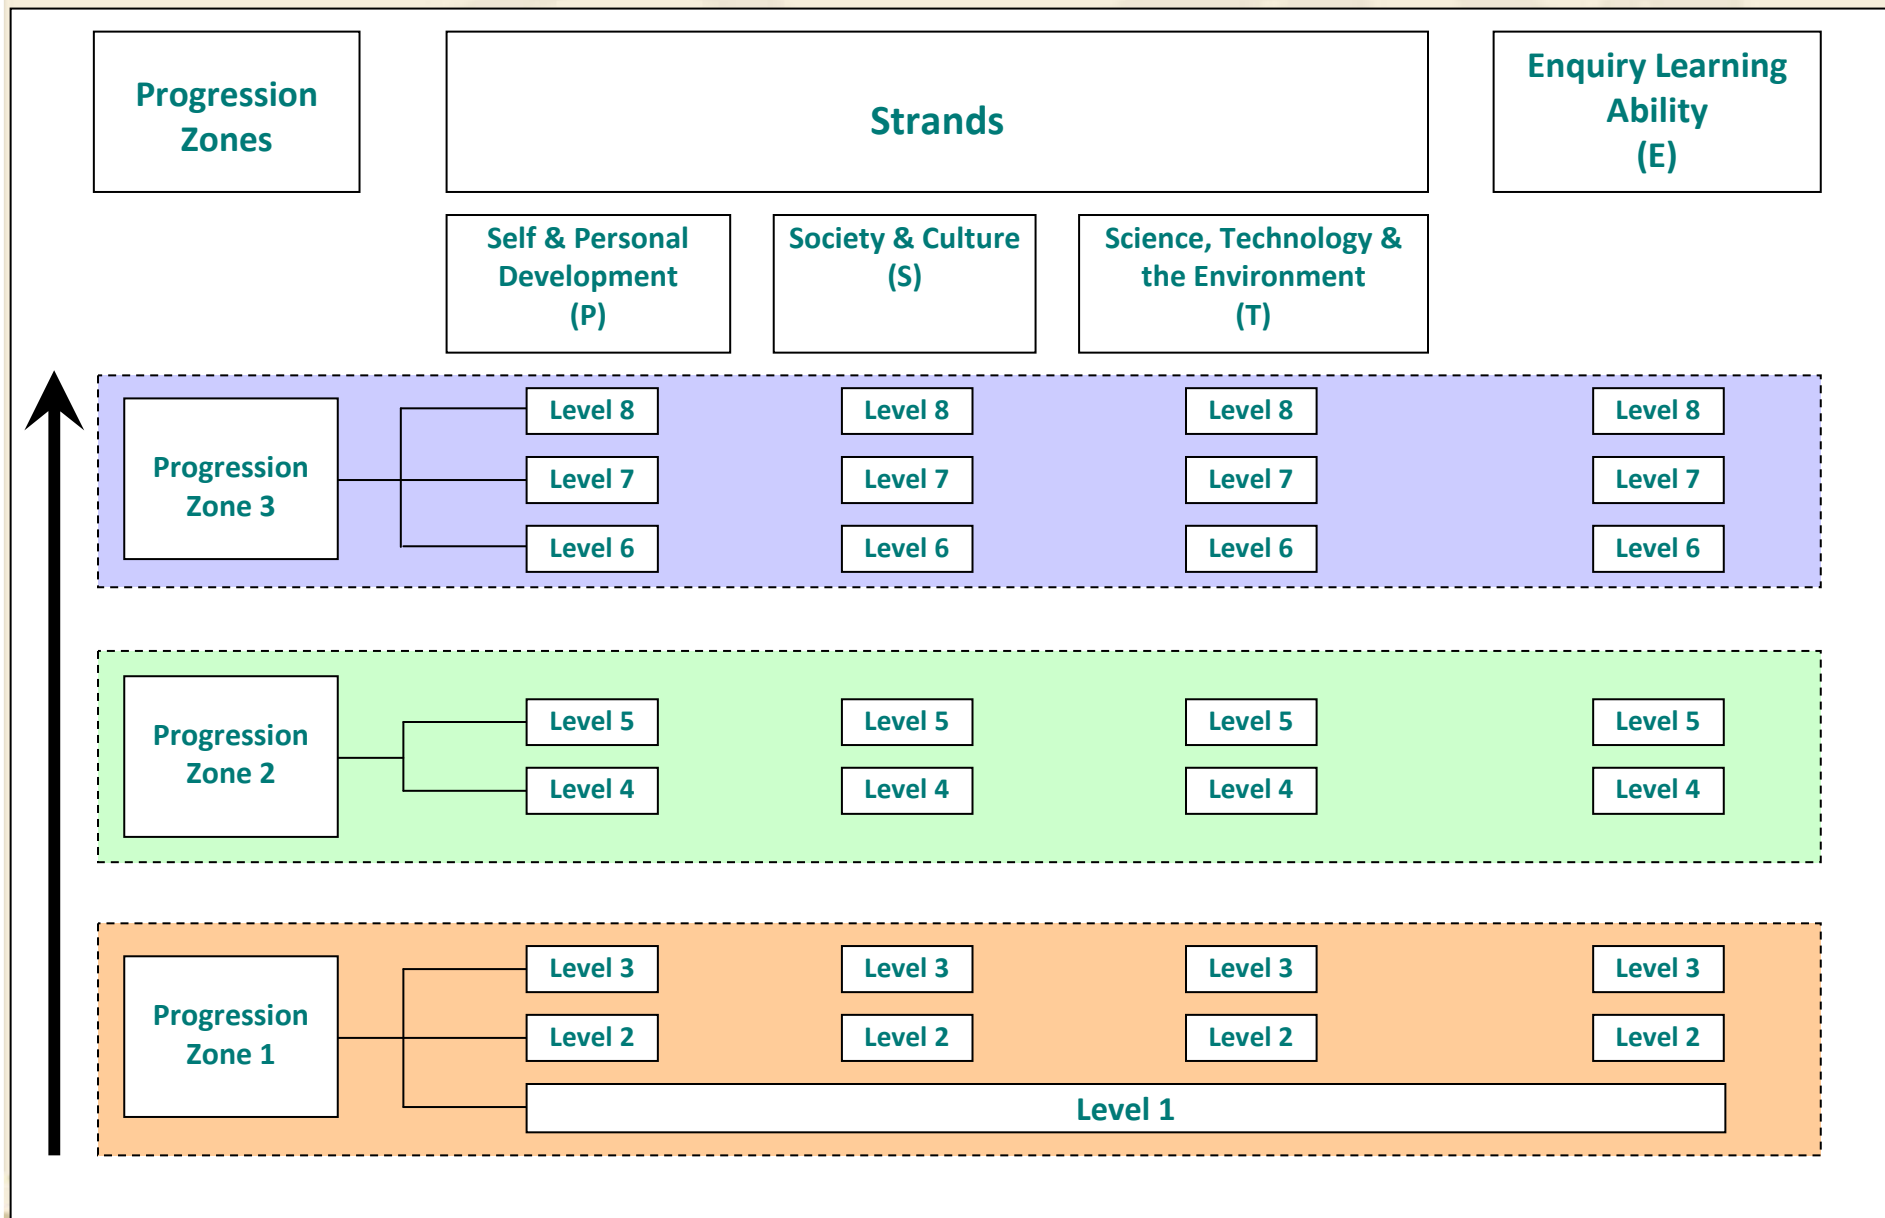 Progression
Zones
Strands
Enquiry Learning
Ability
(E)
Self & Personal
Development
(P)
Society & Culture
(S)
Science, Technology &
the Environment
(T)
Progression
Zone 3
Level 8
Level 8
Level 8
Level 8
Level 7
Level 7
Level 7
Level 7
Level 6
Level 6
Level 6
Level 6
Progression
Zone 2
Level 5
Level 5
Level 5
Level 5
Level 4
Level 4
Level 4
Level 4
Progression
Zone 1
Level 3
Level 3
Level 3
Level 3
Level 2
Level 2
Level 2
Level 2
Level 1